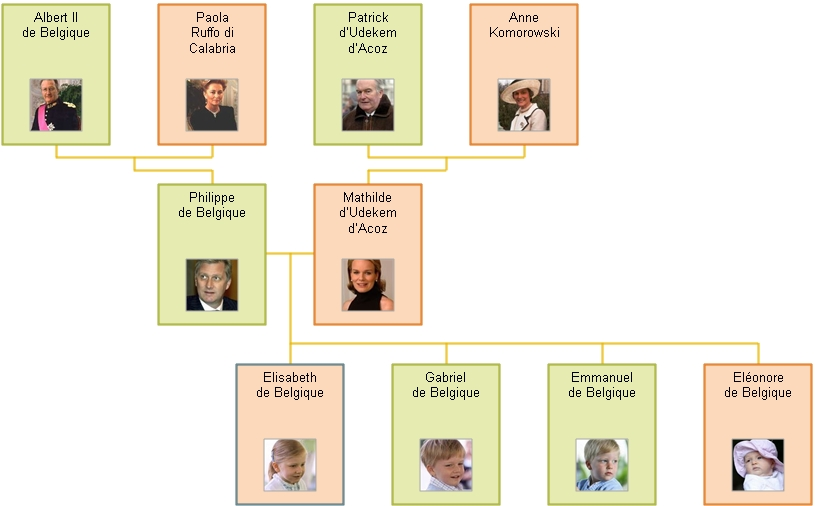 Albert II
de Belgique
Paola
Ruffo di
Calabria
Patrick
d'Udekem
d'Acoz
Anne
Komorowski
Philippe
de Belgique
Mathilde
d'Udekem
d'Acoz
Elisabeth
de Belgique
Gabriel
de Belgique
Emmanuel
de Belgique
Eléonore
de Belgique